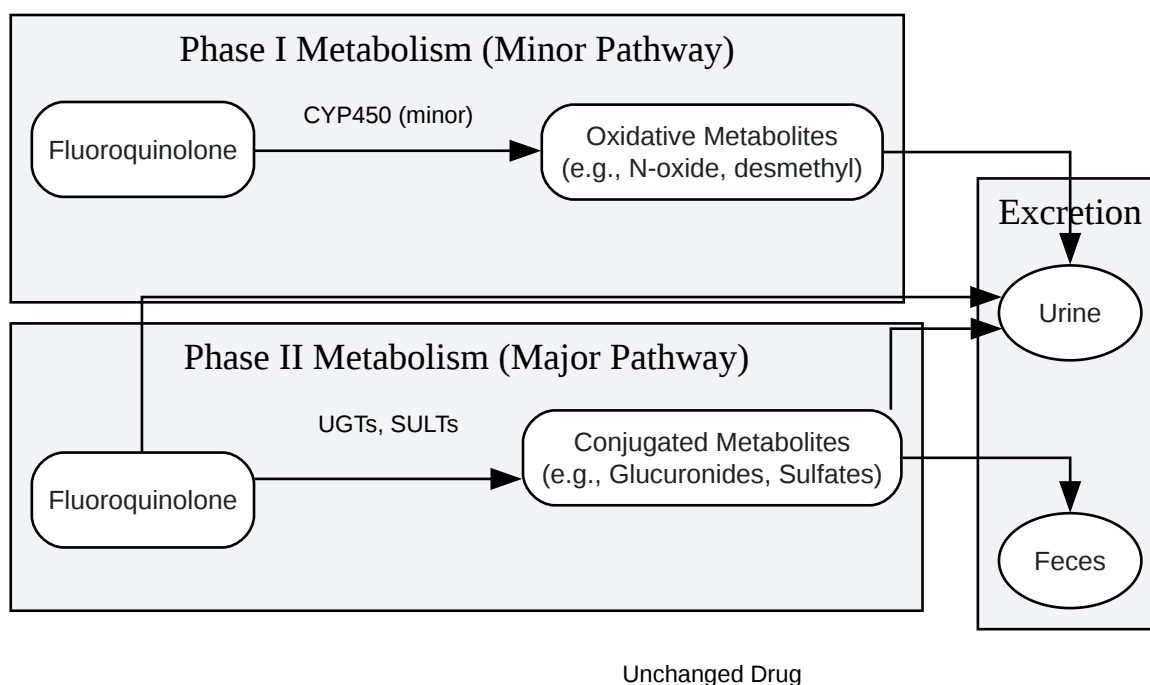 Phase I Metabolism (Minor Pathway)
CYP450 (minor)
Fluoroquinolone
Oxidative Metabolites
(e.g., N-oxide, desmethyl)
Excretion
Urine
Phase II Metabolism (Major Pathway)
UGTs, SULTs
Fluoroquinolone
Conjugated Metabolites
(e.g., Glucuronides, Sulfates)
Feces
Unchanged Drug